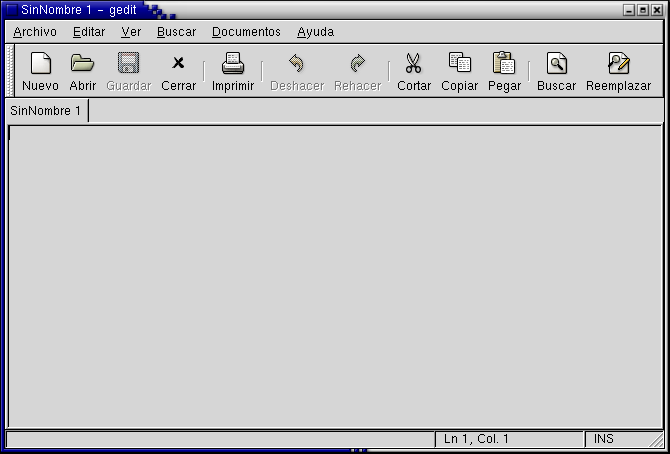 SinNombre 1 - gedit
Archivo Editar Ver Buscar Documentos Ayuda
Nuevo Abrir Guardar Cerrar Imprimir Deshacer Rehacer Cortar Copiar Pegar Buscar Reemplazar
SinNombre 1
Ln 1, Col. 1 INS